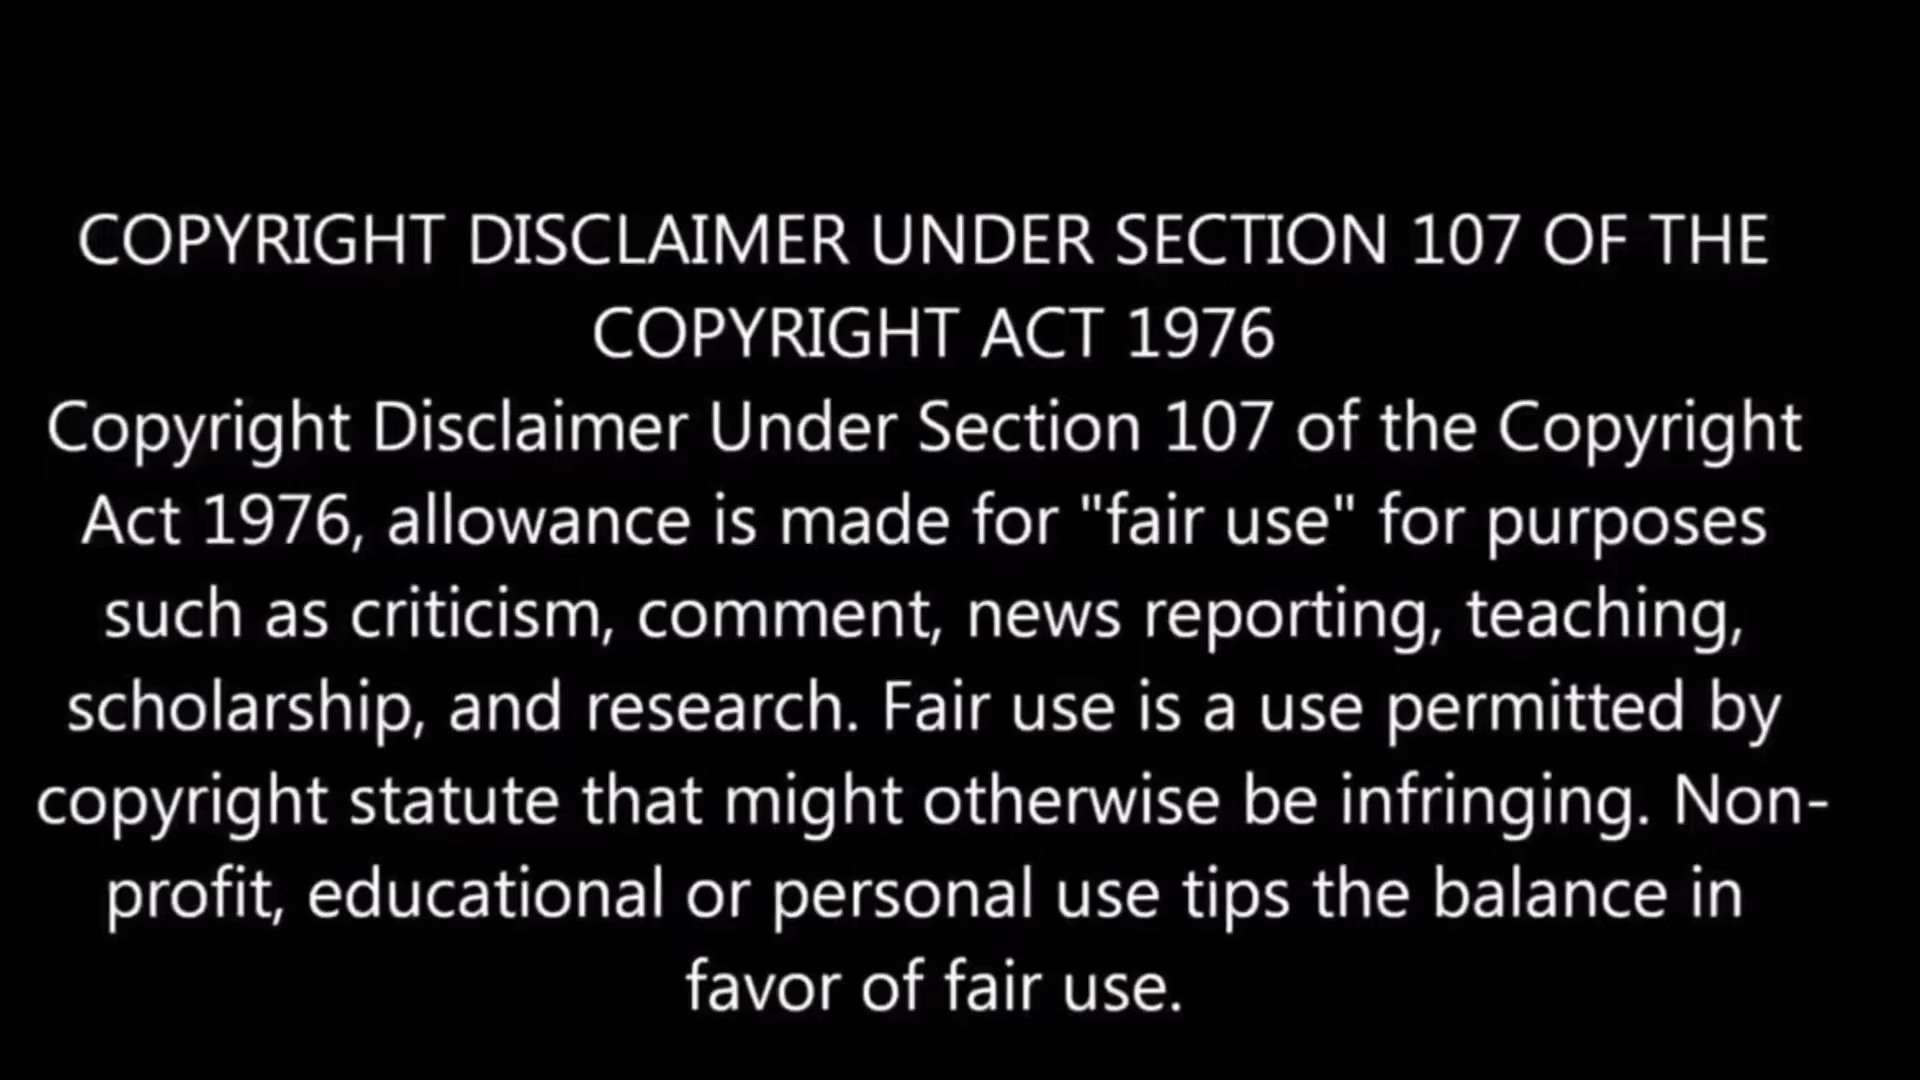 COPYRIGHT DISCLAIMER UNDER SECTION 107 OF THE
COPYRIGHT ACT 1976
Copyright Disclaimer Under Section 107 of the Copyright
Act 1976, allowance is made for "fair use" for purposes
such as criticism, comment, news reporting, teaching,
scholarship, and research. Fair use is a use permitted by
copyright statute that might otherwise be infringing. Non-
profit, educational or personal use tips the balance in
favor of fair use.